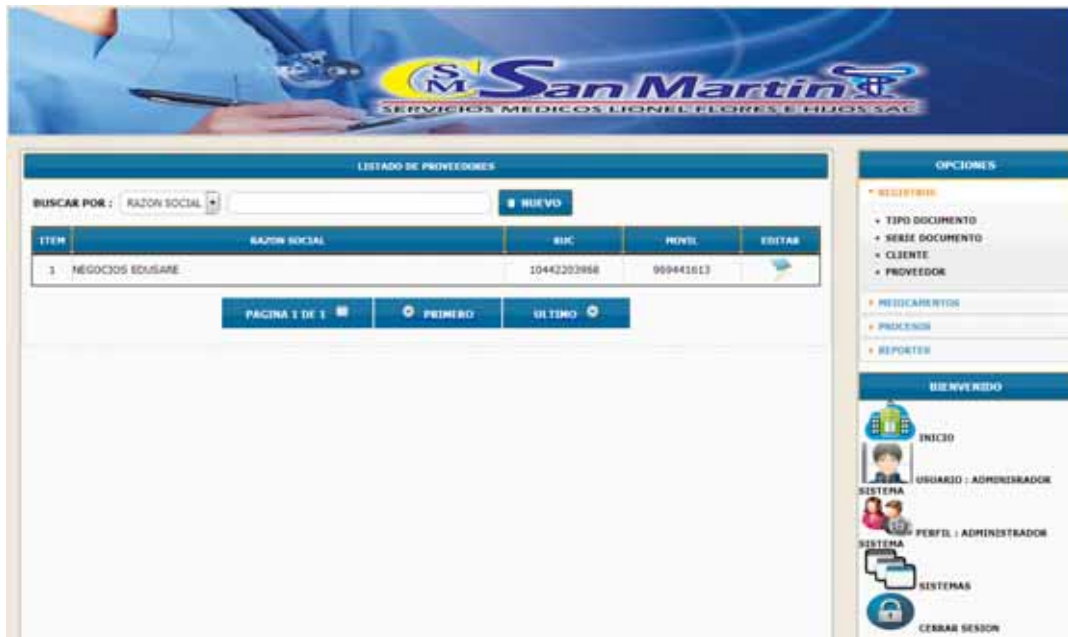 CSM San Martin
SERVICIOS MEDICOS LIONEL FLORES E HIJOS SAC
LISTADO DE PROVEEDORES
BUSCAR POR : RAZON SOCIAL
NUEVO
ITEM RAZON SOCIAL RUC MOVIL EDITAR
1 NEGOCIOS EDUSARE 10442203968 969441613
PAGINA 1 DE 1 PRIMERO ULTIMO
OPCIONES
REGISTROS
TIPO DOCUMENTO
SERIE DOCUMENTO
CLIENTE
PROVEEDOR
MEDICAMENTOS
PROCESOS
REPORTES
BIENVENIDO
INICIO
USUARIO : ADMINISRADOR
SISTEMA
PERFIL : ADMINISTRADOR
SISTEMA
SISTEMAS
CERRAR SESION